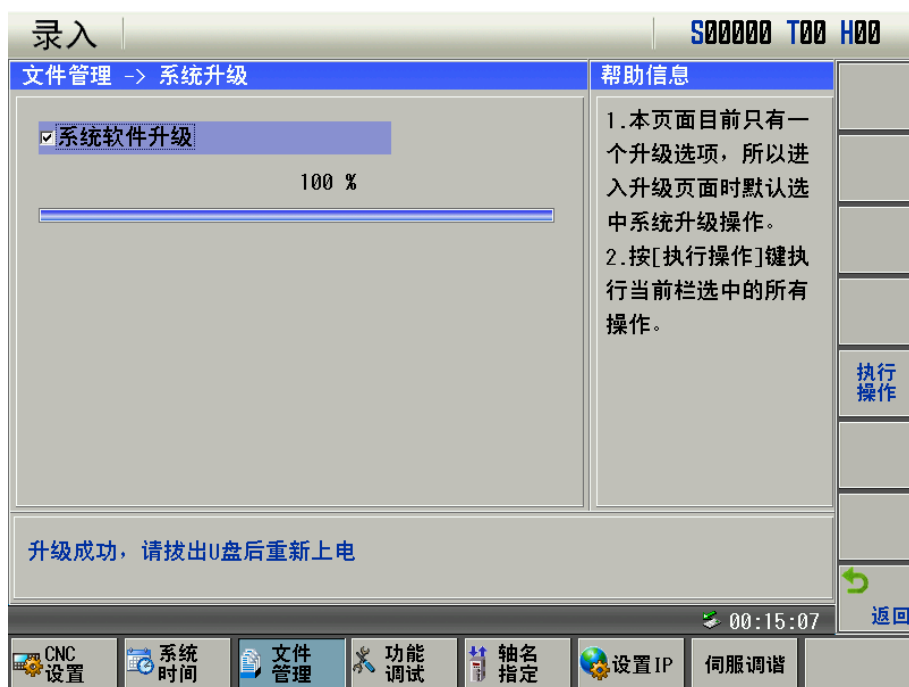 录入
S00000 T00 H00
文件管理 -> 系统升级
系统软件升级
100 %
帮助信息
1.本页面目前只有一
个升级选项，所以进
入升级页面时默认选
中系统升级操作。
2.按[执行操作]键执
行当前栏选中的所有
操作。
执行
操作
升级成功，请拔出U盘后重新上电
返回
00:15:07
CNC
设置
系统
时间
文件
管理
功能
调试
轴名
指定
设置IP
伺服调谐